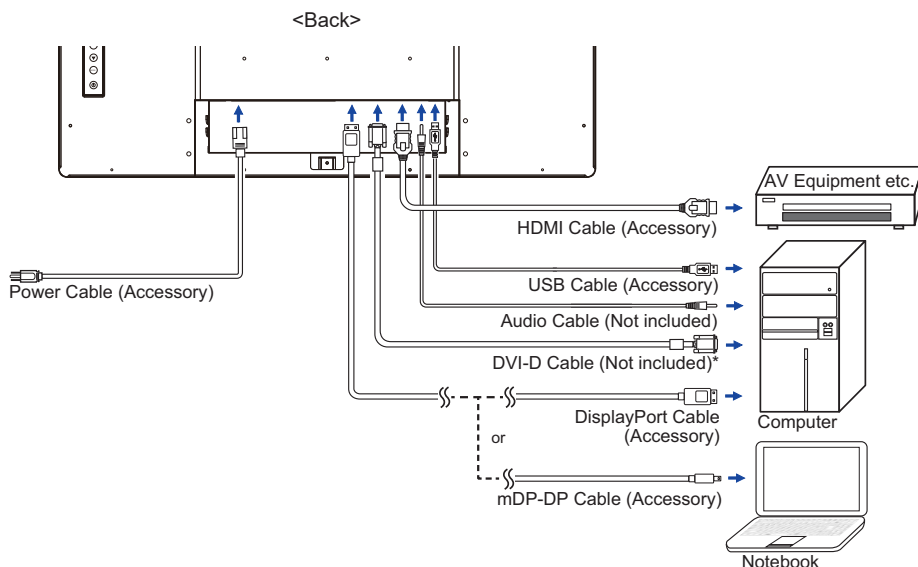 <Back>
AV Equipment etc.
HDMI Cable (Accessory)
USB Cable (Accessory)
Power Cable (Accessory)
Audio Cable (Not included)
DVI-D Cable (Not included)*
DisplayPort Cable
(Accessory)
Computer
or
mDP-DP Cable (Accessory)
Notebook